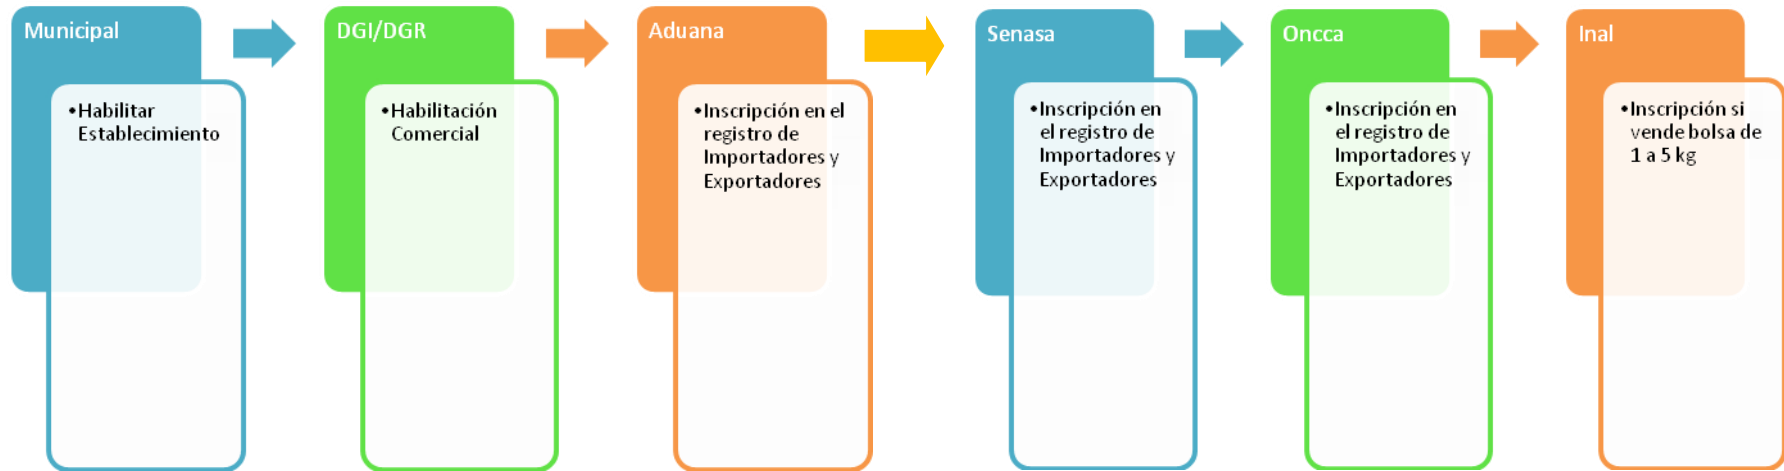 Municipal
•Habilitar
Establecimiento
DGI/DGR
•Habilitación
Comercial
Aduana
•Inscripción en el
registro de
Importadores y
Exportadores
Senasa
•Inscripción en
el registro de
Importadores y
Exportadores
Oncca
•Inscripción en
el registro de
Importadores y
Exportadores
Inal
•Inscripción si
vende bolsa de
1 a 5 kg